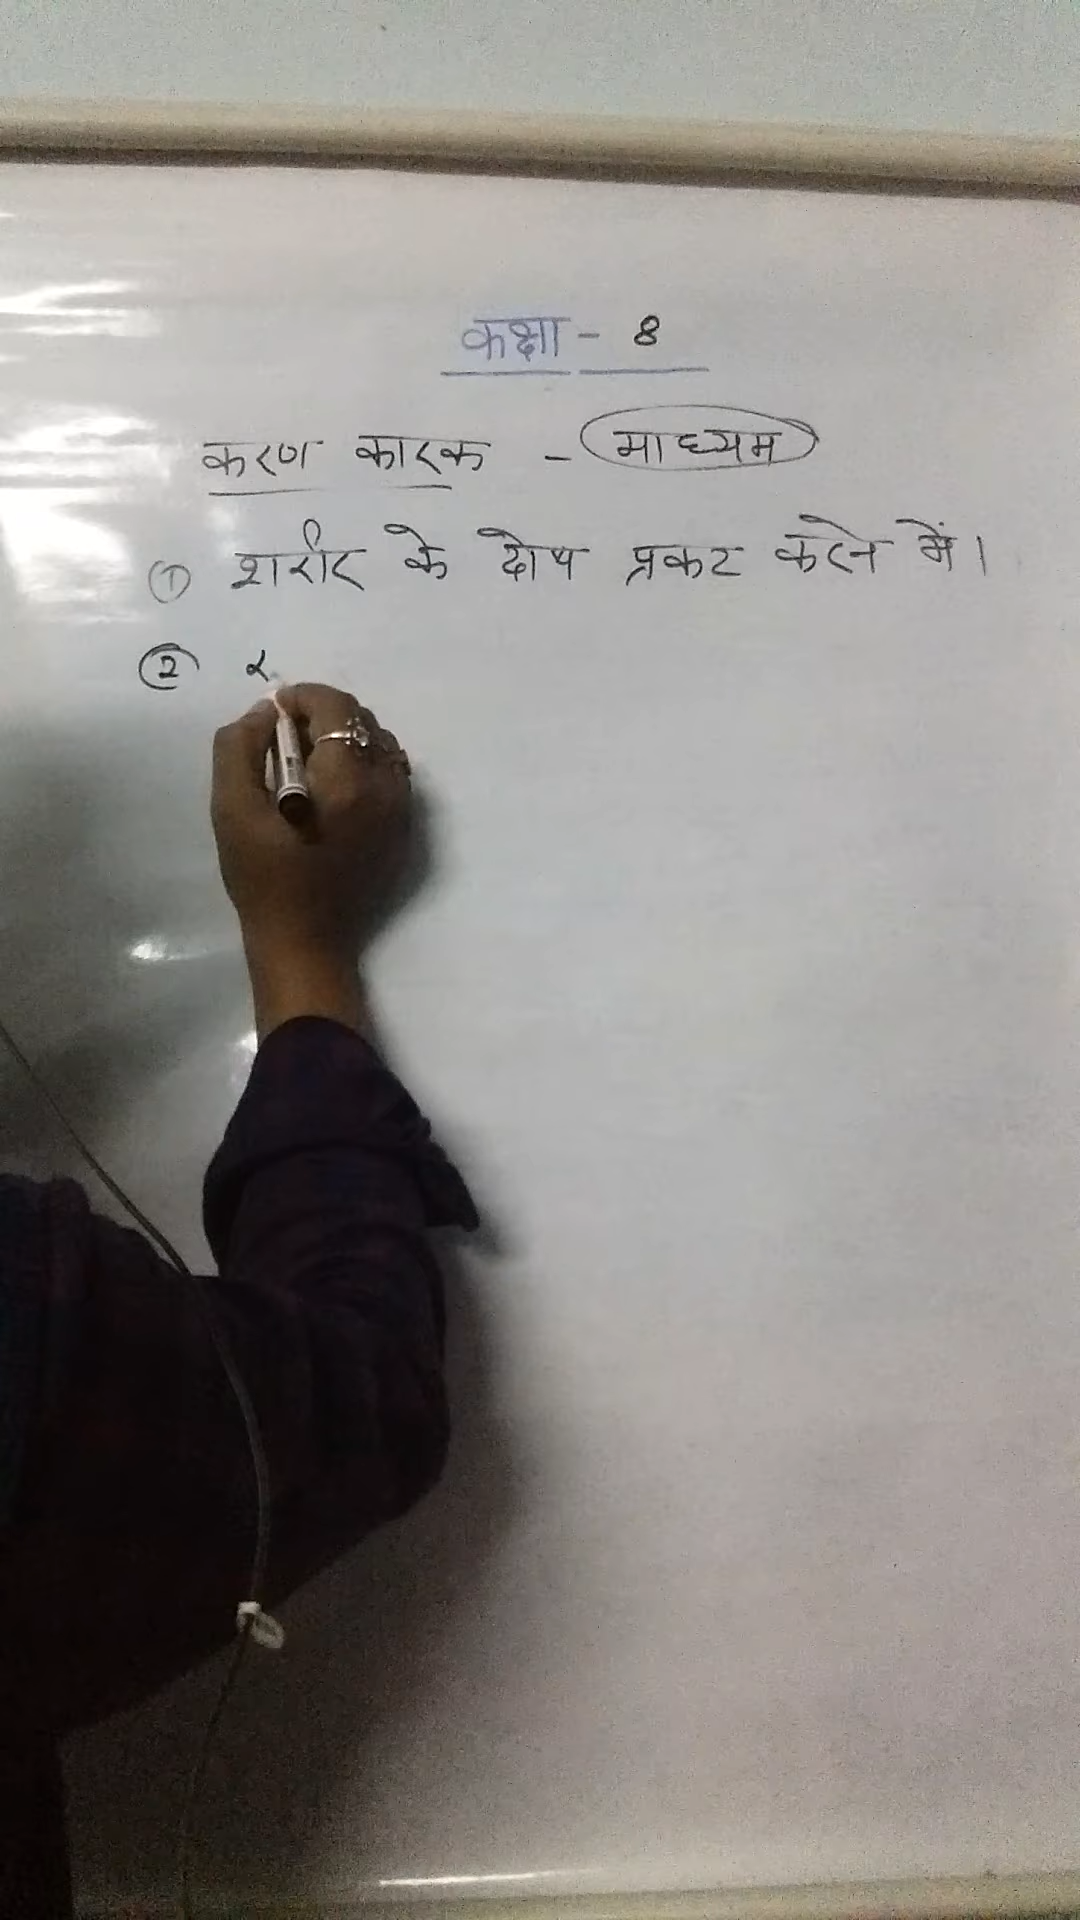 कक्षा - 8
करण कारक - माध्यम
① शरीर के दोष प्रकट करने में।
②